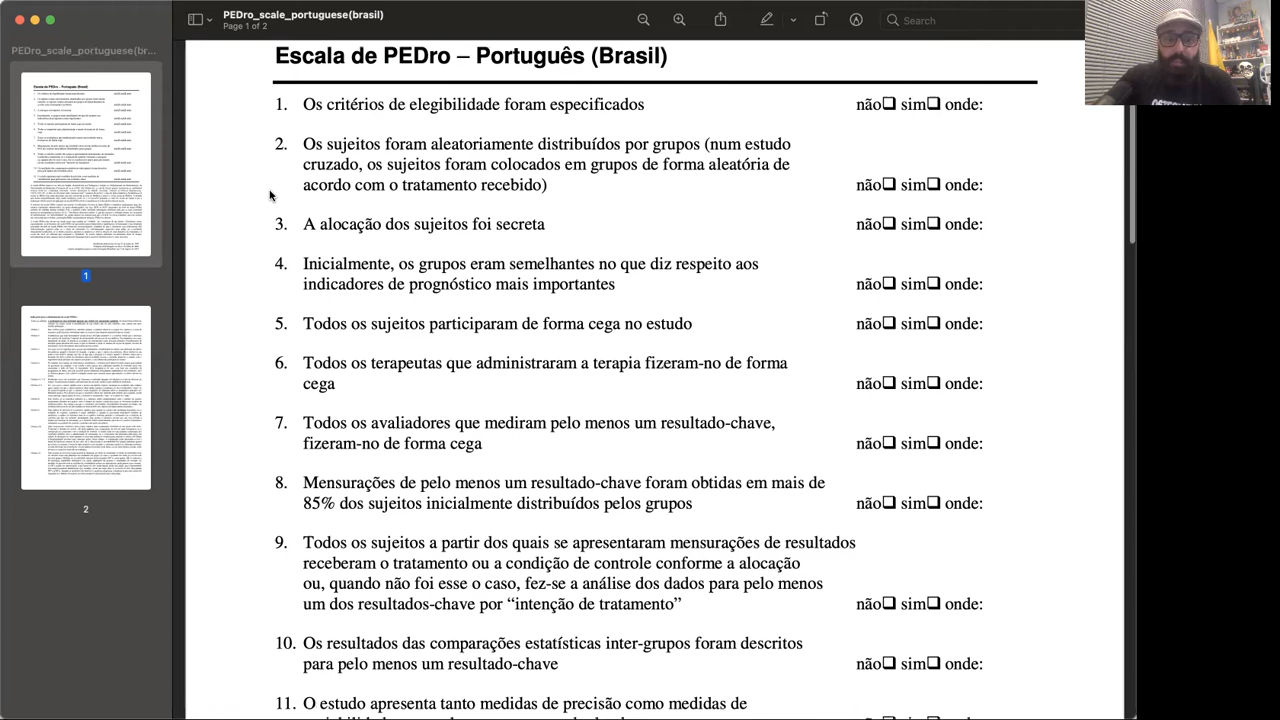 PEDro_scale_portuguese(brasil)
Page 1 of 2
Search
PEDro_scale_portuguese(br...
1
2
Escala de PEDro – Português (Brasil)
1. Os critérios de elegibilidade foram especificados não❑ sim❑ onde:
2. Os sujeitos foram aleatoriamente distribuídos por grupos (num estudo
cruzado, os sujeitos foram colocados em grupos de forma aleatória de
acordo com o tratamento recebido) não❑ sim❑ onde:
3. A alocação dos sujeitos foi secreta não❑ sim❑ onde:
4. Inicialmente, os grupos eram semelhantes no que diz respeito aos
indicadores de prognóstico mais importantes não❑ sim❑ onde:
5. Todos os sujeitos participaram de forma cega no estudo não❑ sim❑ onde:
6. Todos os terapeutas que administraram a terapia fizeram-no de forma
cega não❑ sim❑ onde:
7. Todos os avaliadores que mediram pelo menos um resultado-chave,
fizeram-no de forma cega não❑ sim❑ onde:
8. Mensurações de pelo menos um resultado-chave foram obtidas em mais de
85% dos sujeitos inicialmente distribuídos pelos grupos não❑ sim❑ onde:
9. Todos os sujeitos a partir dos quais se apresentaram mensurações de resultados
receberam o tratamento ou a condição de controle conforme a alocação
ou, quando não foi esse o caso, fez-se a análise dos dados para pelo menos
um dos resultados-chave por “intenção de tratamento” não❑ sim❑ onde:
10. Os resultados das comparações estatísticas inter-grupos foram descritos
para pelo menos um resultado-chave não❑ sim❑ onde:
11. O estudo apresenta tanto medidas de precisão como medidas de